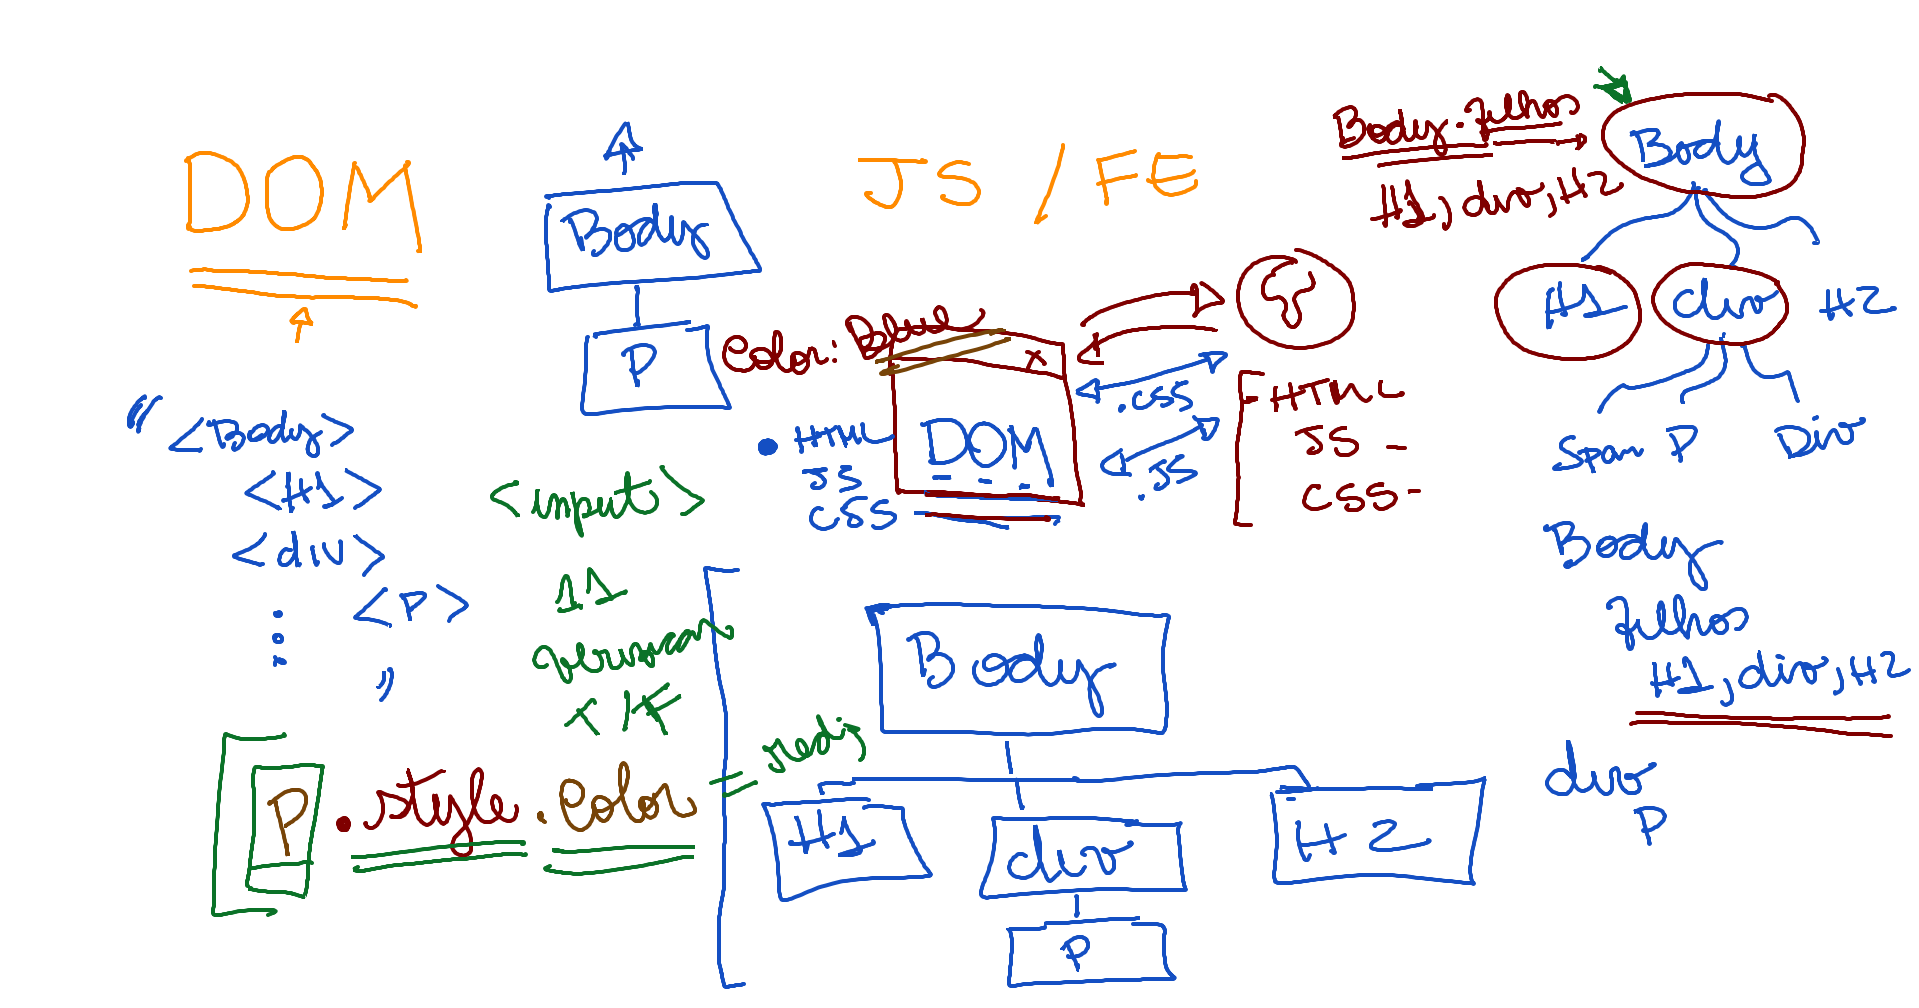 DOM
JS / FE
Body
P
"<Body>
<H1>
<div>
<P>
"
<input>
11
T/F
P.style.Color = red;
Color: Blue
x
DOM
HTML
JS
CSS
.CSS
.JS
HTML
JS -
CSS -
Body.filhos
H1, div, H2
Body
H1 div H2
Span P Div
Body
filhos
H1, div, H2
div
P
Body
H1 div H2
P